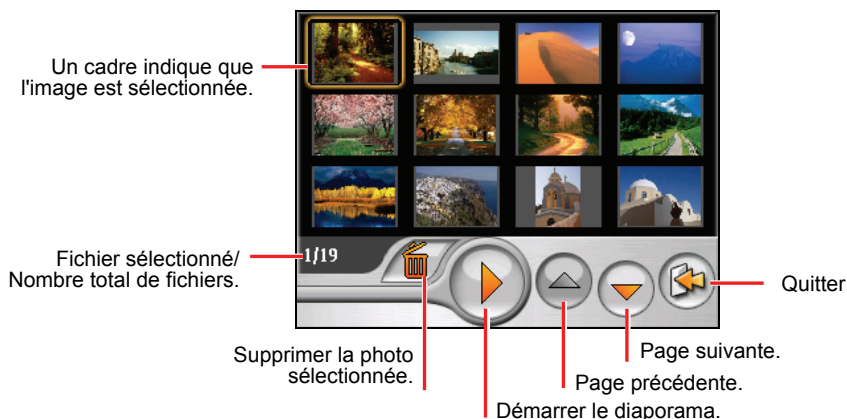 Un cadre indique que
l'image est sélectionnée.
Fichier sélectionné/
Nombre total de fichiers.
1/19
Quitter
Supprimer la photo
sélectionnée.
Page suivante.
Page précédente.
Démarrer le diaporama.